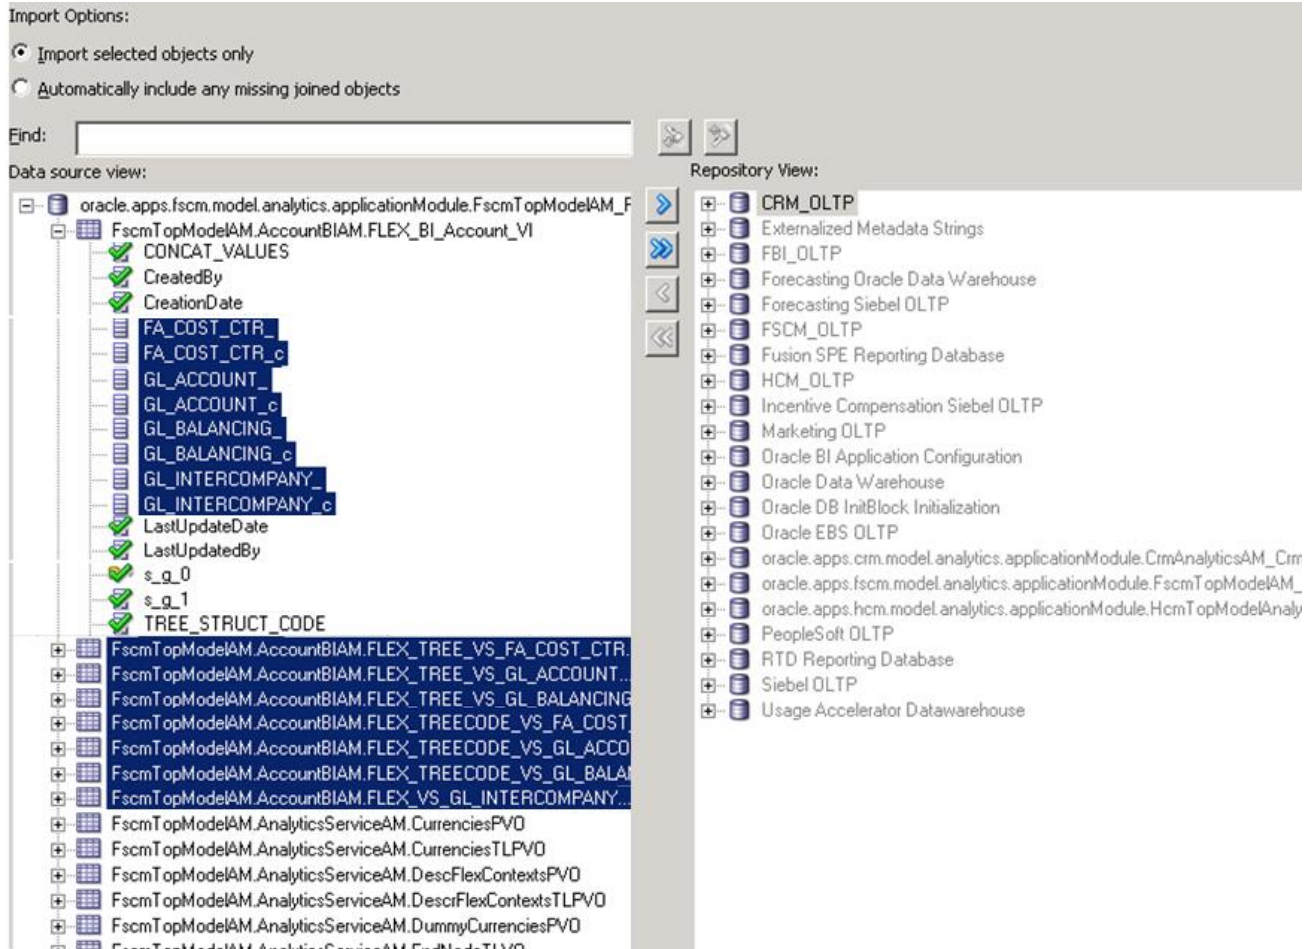 Import Options:
Import selected objects only
Automatically include any missing joined objects
Find:
Data source view:
oracle.apps.fscm.model.analytics.applicationModule.FscmTopModelAM_F
FscmTopModelAM.AccountBIAM.FLEX_BI_Account_VI
CONCAT_VALUES
CreatedBy
CreationDate
FA_COST_CTR_
FA_COST_CTR_c
GL_ACCOUNT_
GL_ACCOUNT_c
GL_BALANCING_
GL_BALANCING_c
GL_INTERCOMPANY_
GL_INTERCOMPANY_c
LastUpdateDate
LastUpdatedBy
s_g_0
s_g_1
TREE_STRUCT_CODE
FscmTopModelAM.AccountBIAM.FLEX_TREE_VS_FA_COST_CTR.
FscmTopModelAM.AccountBIAM.FLEX_TREE_VS_GL_ACCOUNT...
FscmTopModelAM.AccountBIAM.FLEX_TREE_VS_GL_BALANCING
FscmTopModelAM.AccountBIAM.FLEX_TREECODE_VS_FA_COST_
FscmTopModelAM.AccountBIAM.FLEX_TREECODE_VS_GL_ACCO
FscmTopModelAM.AccountBIAM.FLEX_TREECODE_VS_GL_BALA
FscmTopModelAM.AccountBIAM.FLEX_VS_GL_INTERCOMPANY...
FscmTopModelAM.AnalyticsServiceAM.CurrenciesPVO
FscmTopModelAM.AnalyticsServiceAM.CurrenciesTLPVO
FscmTopModelAM.AnalyticsServiceAM.DescFlexContextsPVO
FscmTopModelAM.AnalyticsServiceAM.DescrFlexContextsTLPVO
FscmTopModelAM.AnalyticsServiceAM.DummyCurrenciesPVO
Repository View:
CRM_OLTP
Externalized Metadata Strings
FBI_OLTP
Forecasting Oracle Data Warehouse
Forecasting Siebel OLTP
FSCM_OLTP
Fusion SPE Reporting Database
HCM_OLTP
Incentive Compensation Siebel OLTP
Marketing OLTP
Oracle BI Application Configuration
Oracle Data Warehouse
Oracle DB InitBlock Initialization
Oracle EBS OLTP
oracle.apps.crm.model.analytics.applicationModule.CrmAnalyticsAM_Crm
oracle.apps.fscm.model.analytics.applicationModule.FscmTopModelAM_
oracle.apps.hcm.model.analytics.applicationModule.HcmTopModelAnaly
PeopleSoft OLTP
RTD Reporting Database
Siebel OLTP
Usage Accelerator Datawarehouse